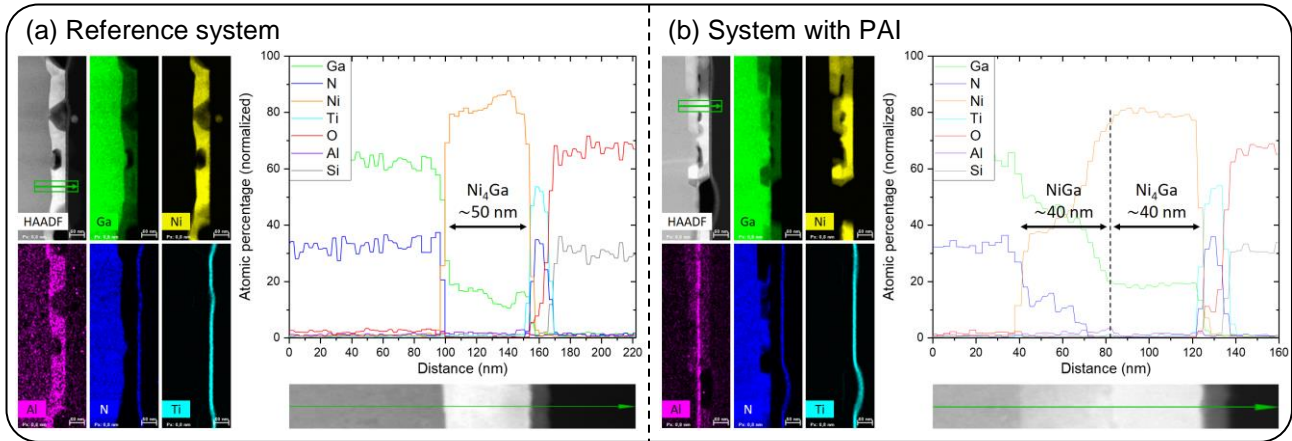 (a) Reference system
HAADF
Ga
Ni
Al
N
Ti
Atomic percentage (normalized)
100
80
60
40
20
0
Ga
N
Ni
Ti
O
Al
Si
Ni4Ga
~50 nm
0 20 40 60 80 100 120 140 160 180 200 220
Distance (nm)
(b) System with PAI
HAADF
Ga
Ni
Al
N
Ti
Atomic percentage (normalized)
100
80
60
40
20
0
Ga
N
Ni
Ti
O
Al
Si
NiGa
~40 nm
Ni4Ga
~40 nm
0 20 40 60 80 100 120 140 160
Distance (nm)